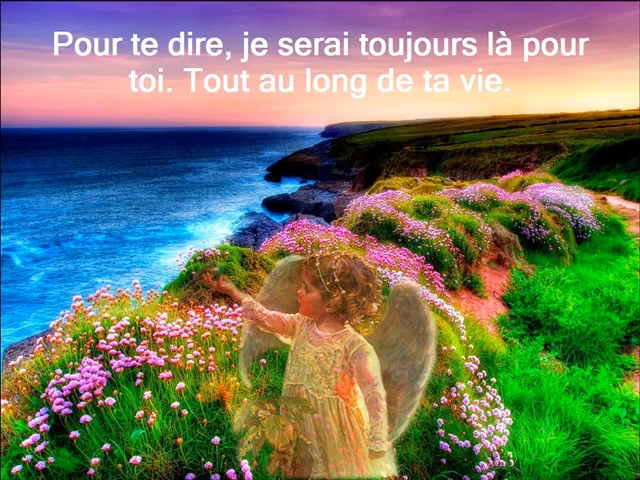 Pour te dire, je serai toujours là pour
toi. Tout au long de ta vie.